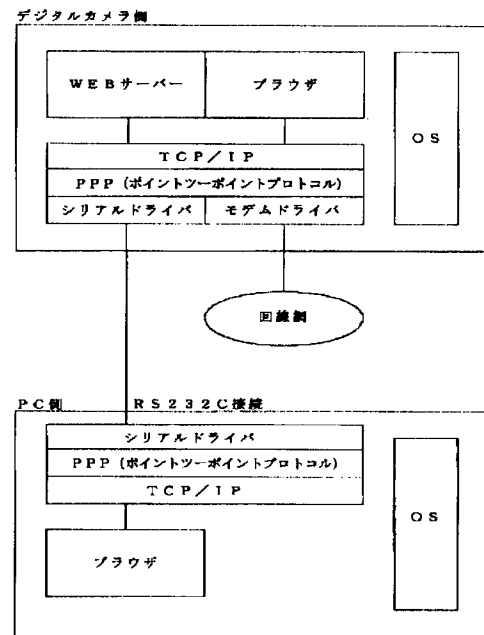 デジタルカメラ側
WEBサーバー
ブラウザ
OS
TCP/IP
PPP(ポイントツーポイントプロトコル)
シリアルドライバ
モデムドライバ
回線網
PC側
RS232C接続
シリアルドライバ
PPP(ポイントツーポイントプロトコル)
TCP/IP
OS
ブラウザ